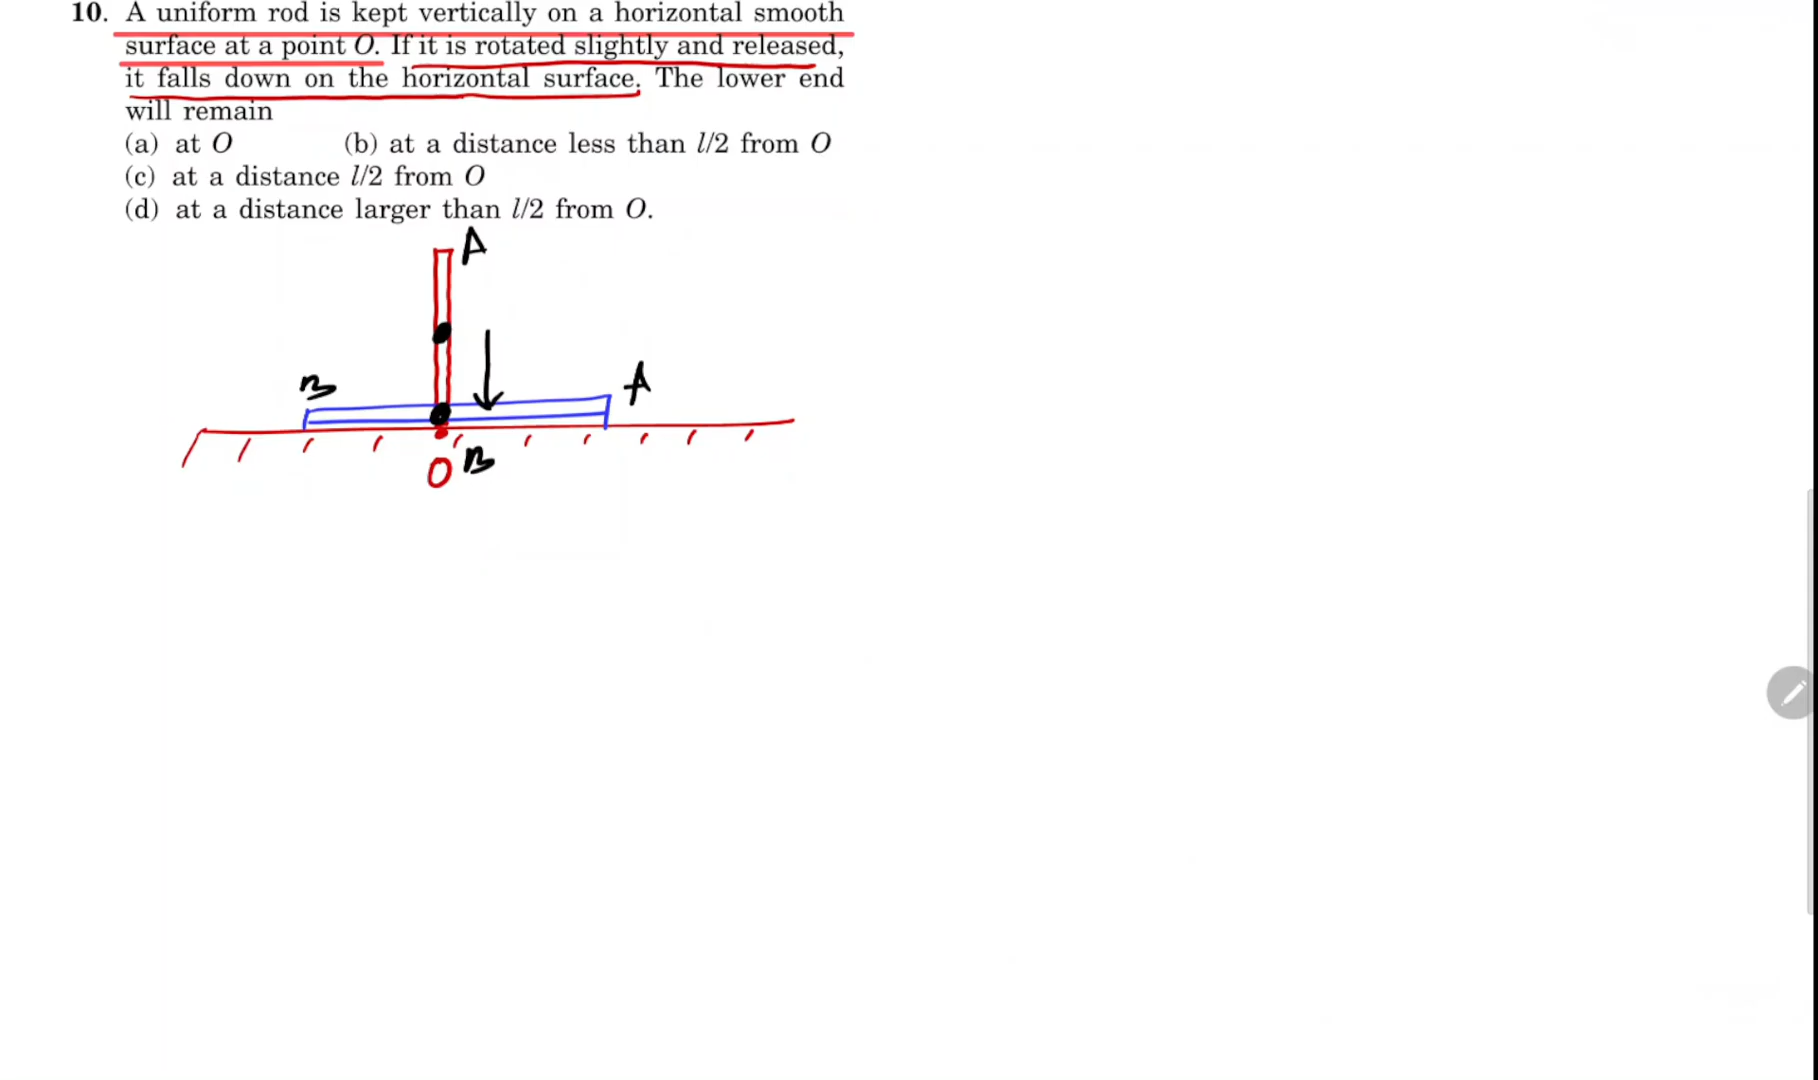 10. A uniform rod is kept vertically on a horizontal smooth
surface at a point O. If it is rotated slightly and released,
it falls down on the horizontal surface. The lower end
will remain
(a) at O (b) at a distance less than l/2 from O
(c) at a distance l/2 from O
(d) at a distance larger than l/2 from O.
A
B A
O B